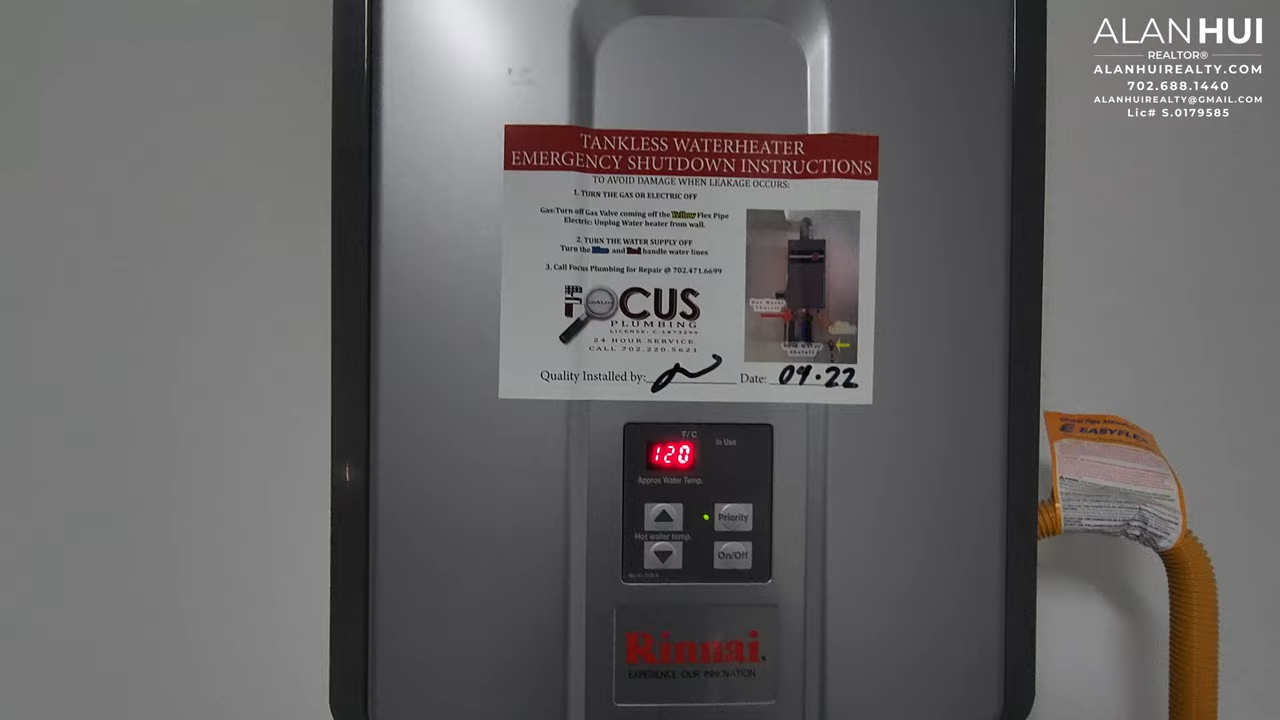 ALANHUI
REALTOR®
ALANHUIREALTY.COM
702.688.1440
ALANHUIREALTY@GMAIL.COM
Lic# S.0179585
TANKLESS WATERHEATER
EMERGENCY SHUTDOWN INSTRUCTIONS
TO AVOID DAMAGE WHEN LEAKAGE OCCURS:
1. TURN THE GAS OR ELECTRIC OFF
Gas:Turn off Gas Valve coming off the Yellow Flex Pipe
Electric: Unplug Water heater from wall.
2. TURN THE WATER SUPPLY OFF
Turn the Blue and Red handle water lines
3. Call Focus Plumbing for Repair @ 702.471.6699
QUALITY
FOCUS
PLUMBING
24 HOUR SERVICE
CALL 702.220.5621
Quality Installed by:
Date: 04.22
F/C
In Use
120
Approx Water Temp.
Priority
Hot water temp.
On/Off
Rinnai.
EXPERIENCE OUR INNOVATION
EASYFLEX